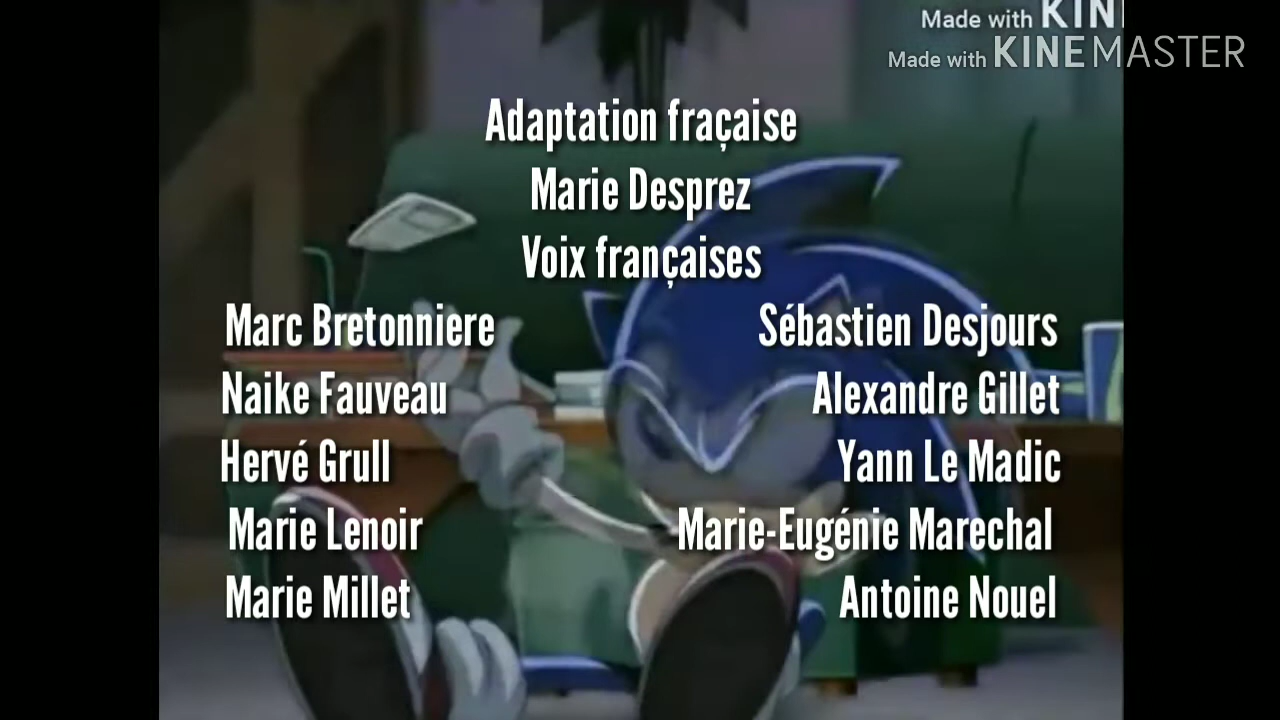 Made with KIN
Made with KINEMASTER
Adaptation fraçaise
Marie Desprez
Voix françaises
Marc Bretonniere Sébastien Desjours
Naike Fauveau Alexandre Gillet
Hervé Grull Yann Le Madic
Marie Lenoir Marie-Eugénie Marechal
Marie Millet Antoine Nouel